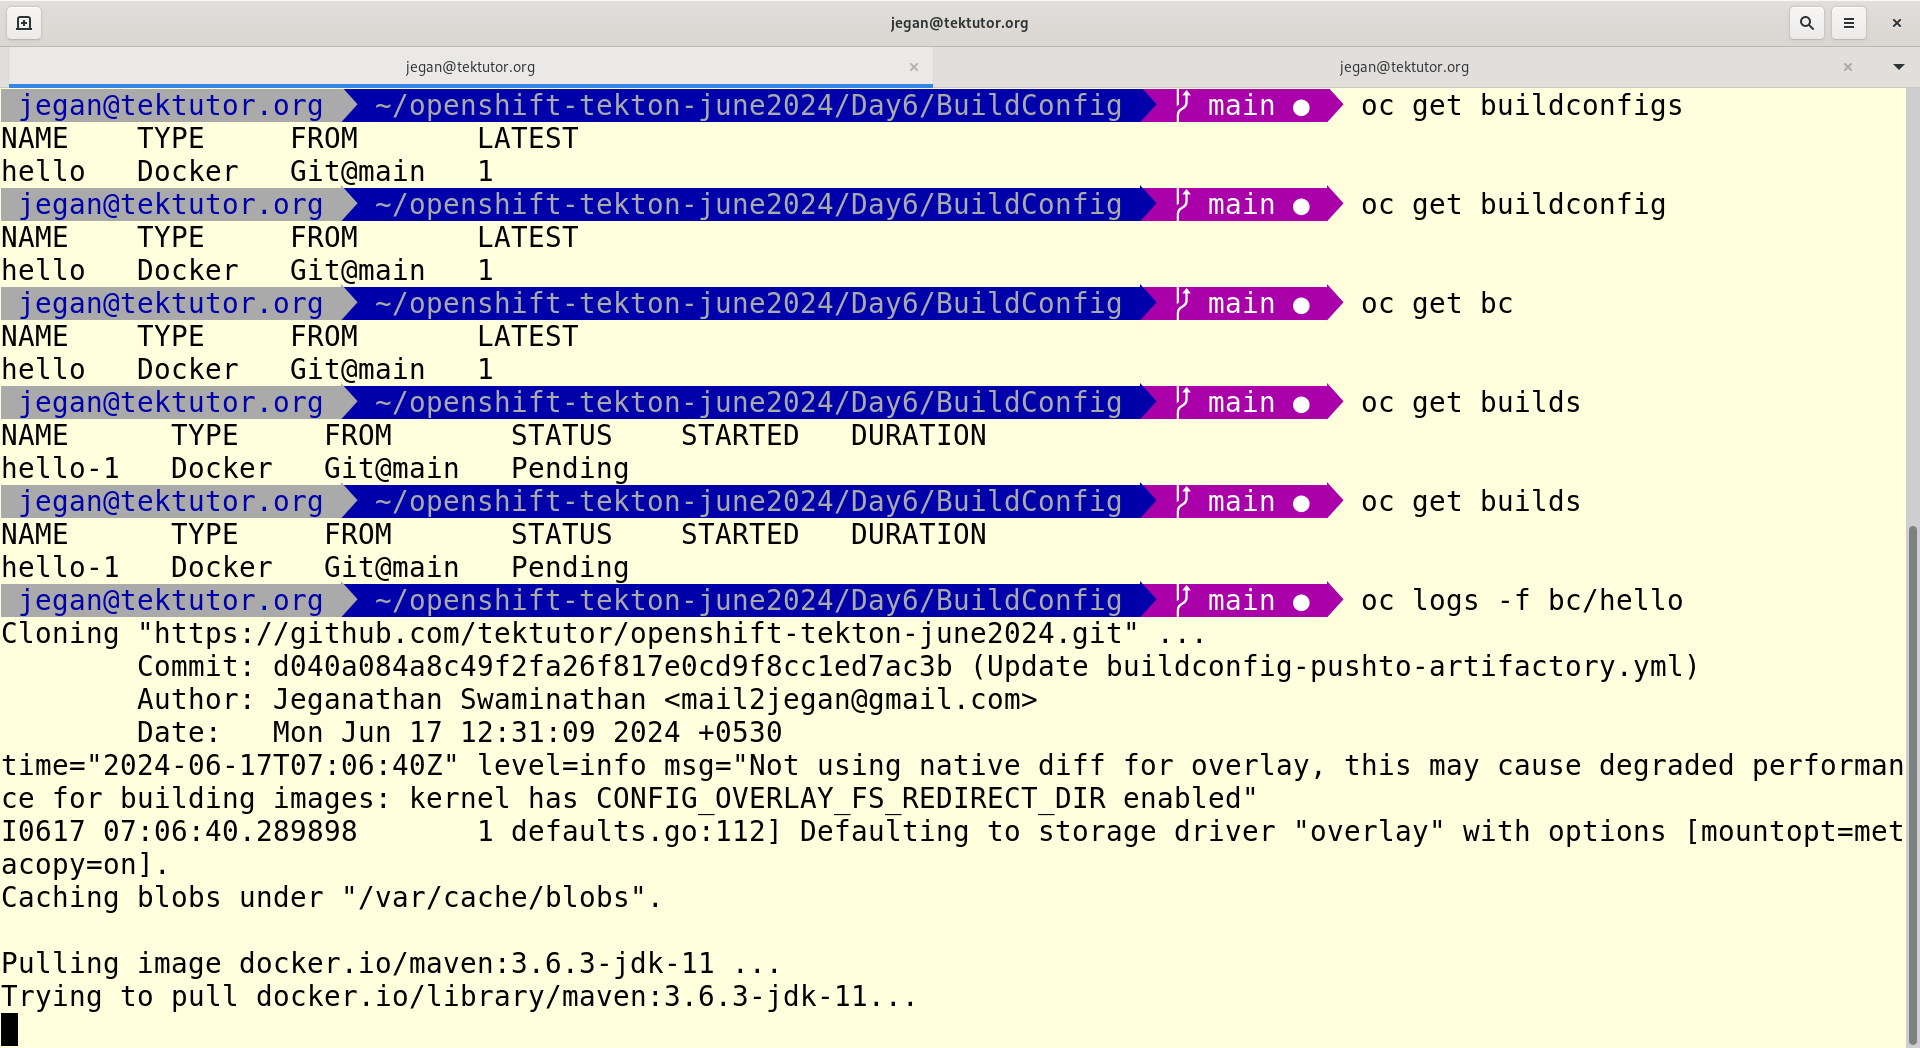 jegan@tektutor.org
jegan@tektutor.org
jegan@tektutor.org
jegan@tektutor.org ~/openshift-tekton-june2024/Day6/BuildConfig main ● oc get buildconfigs
NAME    TYPE     FROM       LATEST
hello   Docker   Git@main   1
jegan@tektutor.org ~/openshift-tekton-june2024/Day6/BuildConfig main ● oc get buildconfig
NAME    TYPE     FROM       LATEST
hello   Docker   Git@main   1
jegan@tektutor.org ~/openshift-tekton-june2024/Day6/BuildConfig main ● oc get bc
NAME    TYPE     FROM       LATEST
hello   Docker   Git@main   1
jegan@tektutor.org ~/openshift-tekton-june2024/Day6/BuildConfig main ● oc get builds
NAME      TYPE     FROM       STATUS    STARTED   DURATION
hello-1   Docker   Git@main   Pending
jegan@tektutor.org ~/openshift-tekton-june2024/Day6/BuildConfig main ● oc get builds
NAME      TYPE     FROM       STATUS    STARTED   DURATION
hello-1   Docker   Git@main   Pending
jegan@tektutor.org ~/openshift-tekton-june2024/Day6/BuildConfig main ● oc logs -f bc/hello
Cloning "https://github.com/tektutor/openshift-tekton-june2024.git" ...
        Commit: d040a084a8c49f2fa26f817e0cd9f8cc1ed7ac3b (Update buildconfig-pushto-artifactory.yml)
        Author: Jeganathan Swaminathan <mail2jegan@gmail.com>
        Date:   Mon Jun 17 12:31:09 2024 +0530
time="2024-06-17T07:06:40Z" level=info msg="Not using native diff for overlay, this may cause degraded performan
ce for building images: kernel has CONFIG_OVERLAY_FS_REDIRECT_DIR enabled"
I0617 07:06:40.289898       1 defaults.go:112] Defaulting to storage driver "overlay" with options [mountopt=met
acopy=on].
Caching blobs under "/var/cache/blobs".
Pulling image docker.io/maven:3.6.3-jdk-11 ...
Trying to pull docker.io/library/maven:3.6.3-jdk-11...